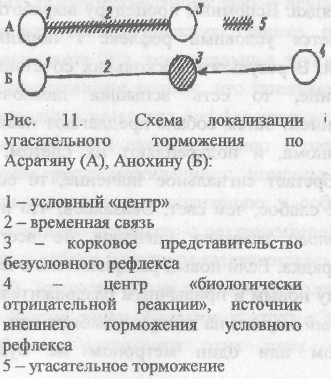 А
2
3
5
Б
2
3
4
Рис. 11. Схема локализации
угасательного торможения по
Асратяну (А), Анохину (Б):
1 – условный «центр»
2 – временная связь
3 – корковое представительство
безусловного рефлекса
4 – центр «биологически
отрицательной реакции», источник
внешнего торможения условного
рефлекса
5 – угасательное торможение